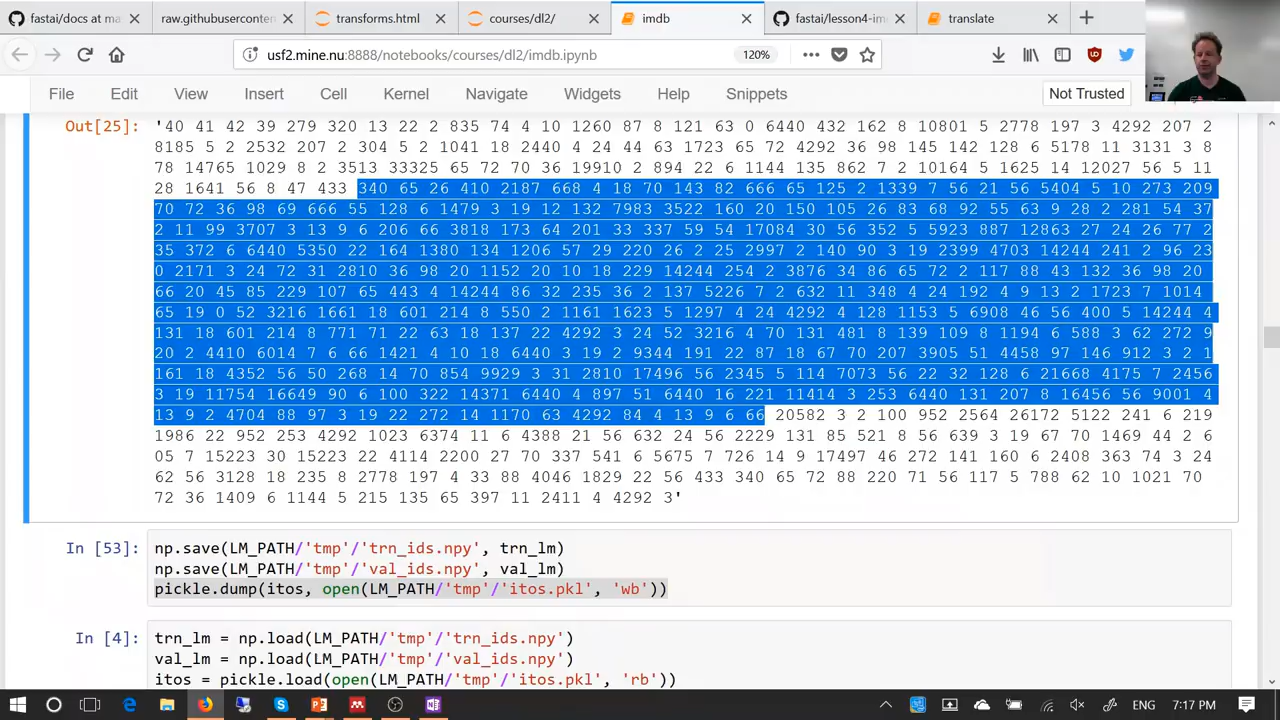 fastai/docs at ma
raw.githubusercontent
transforms.html
courses/dl2/
imdb
fastai/lesson4-im
translate
usf2.mine.nu:8888/notebooks/courses/dl2/imdb.ipynb
120%
File Edit View Insert Cell Kernel Navigate Widgets Help Snippets
Not Trusted
Out[25]: '40 41 42 39 279 320 13 22 2 835 74 4 10 1260 87 8 121 63 0 6440 432 162 8 10801 5 2778 197 3 4292 207 2
8185 5 2 2532 207 2 304 5 2 1041 18 2440 4 24 44 63 1723 65 72 4292 36 98 145 142 128 6 5178 11 3131 3 8
78 14765 1029 8 2 3513 33325 65 72 70 36 19910 2 894 22 6 1144 135 862 7 2 10164 5 1625 14 12027 56 5 11
28 1641 56 8 47 433 340 65 26 410 2187 668 4 18 70 143 82 666 65 125 2 1339 7 56 21 56 5404 5 10 273 209
70 72 36 98 69 666 55 128 6 1479 3 19 12 132 7983 3522 160 20 150 105 26 83 68 92 55 63 9 28 2 281 54 37
2 11 99 3707 3 13 9 6 206 66 3818 173 64 201 33 337 59 54 17084 30 56 352 5 5923 887 12863 27 24 26 77 2
35 372 6 6440 5350 22 164 1380 134 1206 57 29 220 26 2 25 2997 2 140 90 3 19 2399 4703 14244 241 2 96 23
0 2171 3 24 72 31 2810 36 98 20 1152 20 10 18 229 14244 254 2 3876 34 86 65 72 2 117 88 43 132 36 98 20
66 20 45 85 229 107 65 443 4 14244 86 32 235 36 2 137 5226 7 2 632 11 348 4 24 192 4 9 13 2 1723 7 1014
65 19 0 52 3216 1661 18 601 214 8 550 2 1161 1623 5 1297 4 24 4292 4 128 1153 5 6908 46 56 400 5 14244 4
131 18 601 214 8 771 71 22 63 18 137 22 4292 3 24 52 3216 4 70 131 481 8 139 109 8 1194 6 588 3 62 272 9
20 2 4410 6014 7 6 66 1421 4 10 18 6440 3 19 2 9344 191 22 87 18 67 70 207 3905 51 4458 97 146 912 3 2 1
161 18 4352 56 50 268 14 70 854 9929 3 31 2810 17496 56 2345 5 114 7073 56 22 32 128 6 21668 4175 7 2456
3 19 11754 16649 90 6 100 322 14371 6440 4 897 51 6440 16 221 11414 3 253 6440 131 207 8 16456 56 9001 4
13 9 2 4704 88 97 3 19 22 272 14 1170 63 4292 84 4 13 9 6 66 20582 3 2 100 952 2564 26172 5122 241 6 219
1986 22 952 253 4292 1023 6374 11 6 4388 21 56 632 24 56 2229 131 85 521 8 56 639 3 19 67 70 1469 44 2 6
05 7 15223 30 15223 22 4114 2200 27 70 337 541 6 5675 7 726 14 9 17497 46 272 141 160 6 2408 363 74 3 24
62 56 3128 18 235 8 2778 197 4 33 88 4046 1829 22 56 433 340 65 72 88 220 71 56 117 5 788 62 10 1021 70
72 36 1409 6 1144 5 215 135 65 397 11 2411 4 4292 3'
In [53]: np.save(LM_PATH/'tmp'/'trn_ids.npy', trn_lm)
np.save(LM_PATH/'tmp'/'val_ids.npy', val_lm)
pickle.dump(itos, open(LM_PATH/'tmp'/'itos.pkl', 'wb'))
In [4]: trn_lm = np.load(LM_PATH/'tmp'/'trn_ids.npy')
val_lm = np.load(LM_PATH/'tmp'/'val_ids.npy')
itos = pickle.load(open(LM_PATH/'tmp'/'itos.pkl', 'rb'))
ENG 7:17 PM